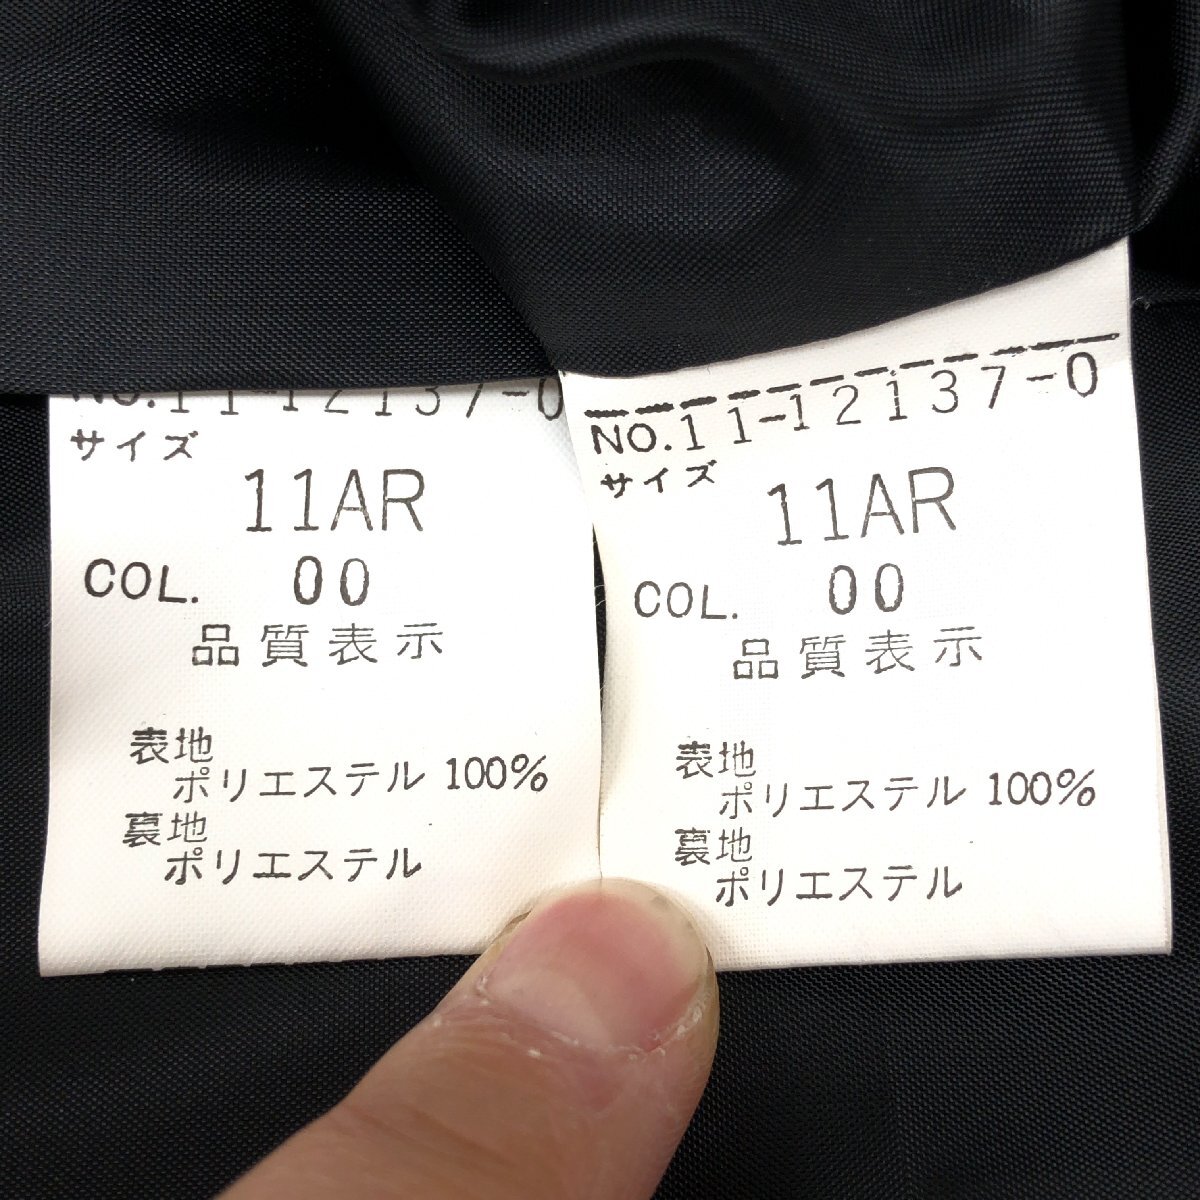 NO.11-12137-0
サイズ
11AR
COL. 00
品質表示
表地
ポリエステル 100%
裏地
ポリエステル
NO.11-12137-0
サイズ
11AR
COL. 00
品質表示
表地
ポリエステル 100%
裏地
ポリエステル